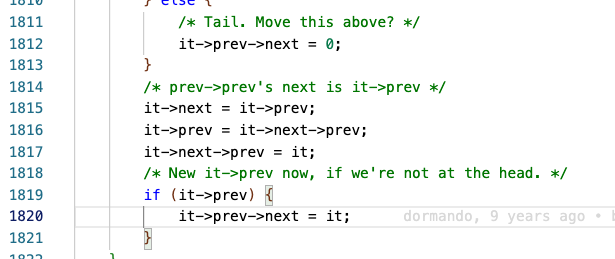 1810 } else {
1811 /* Tail. Move this above? */
1812 it->prev->next = 0;
1813 }
1814 /* prev->prev's next is it->prev */
1815 it->next = it->prev;
1816 it->prev = it->next->prev;
1817 it->next->prev = it;
1818 /* New it->prev now, if we're not at the head. */
1819 if (it->prev) {
1820 it->prev->next = it; dormando, 9 years ago •
1821 }
1822 }